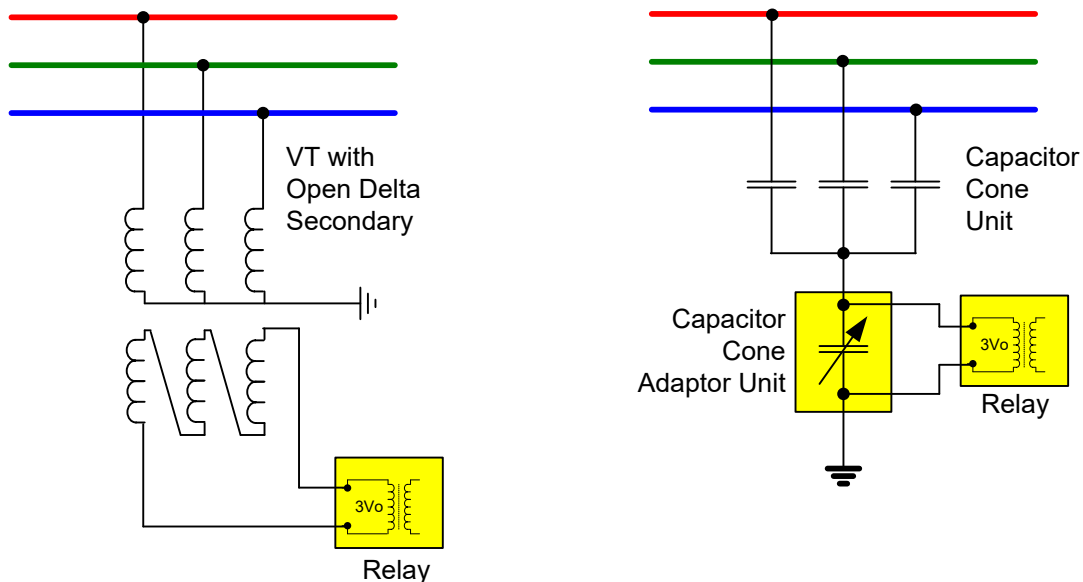 VT with
Open Delta
Secondary
3Vo
Relay
Capacitor
Cone
Unit
Capacitor
Cone
Adaptor Unit
3Vo
Relay